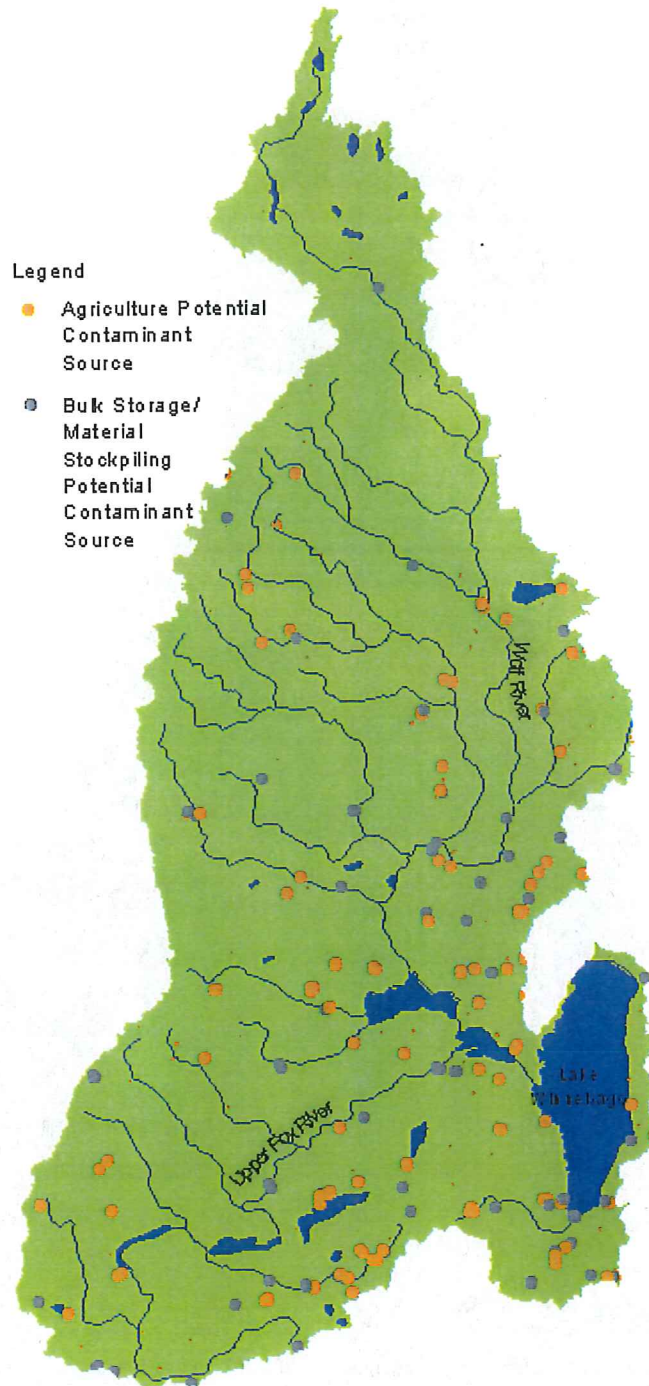 Legend
Agriculture Potential
Contaminant
Source
Bulk Storage/
Material
Stockpiling
Potential
Contaminant
Source
Wolf River
Lake
Winnebago
Upper Fox River